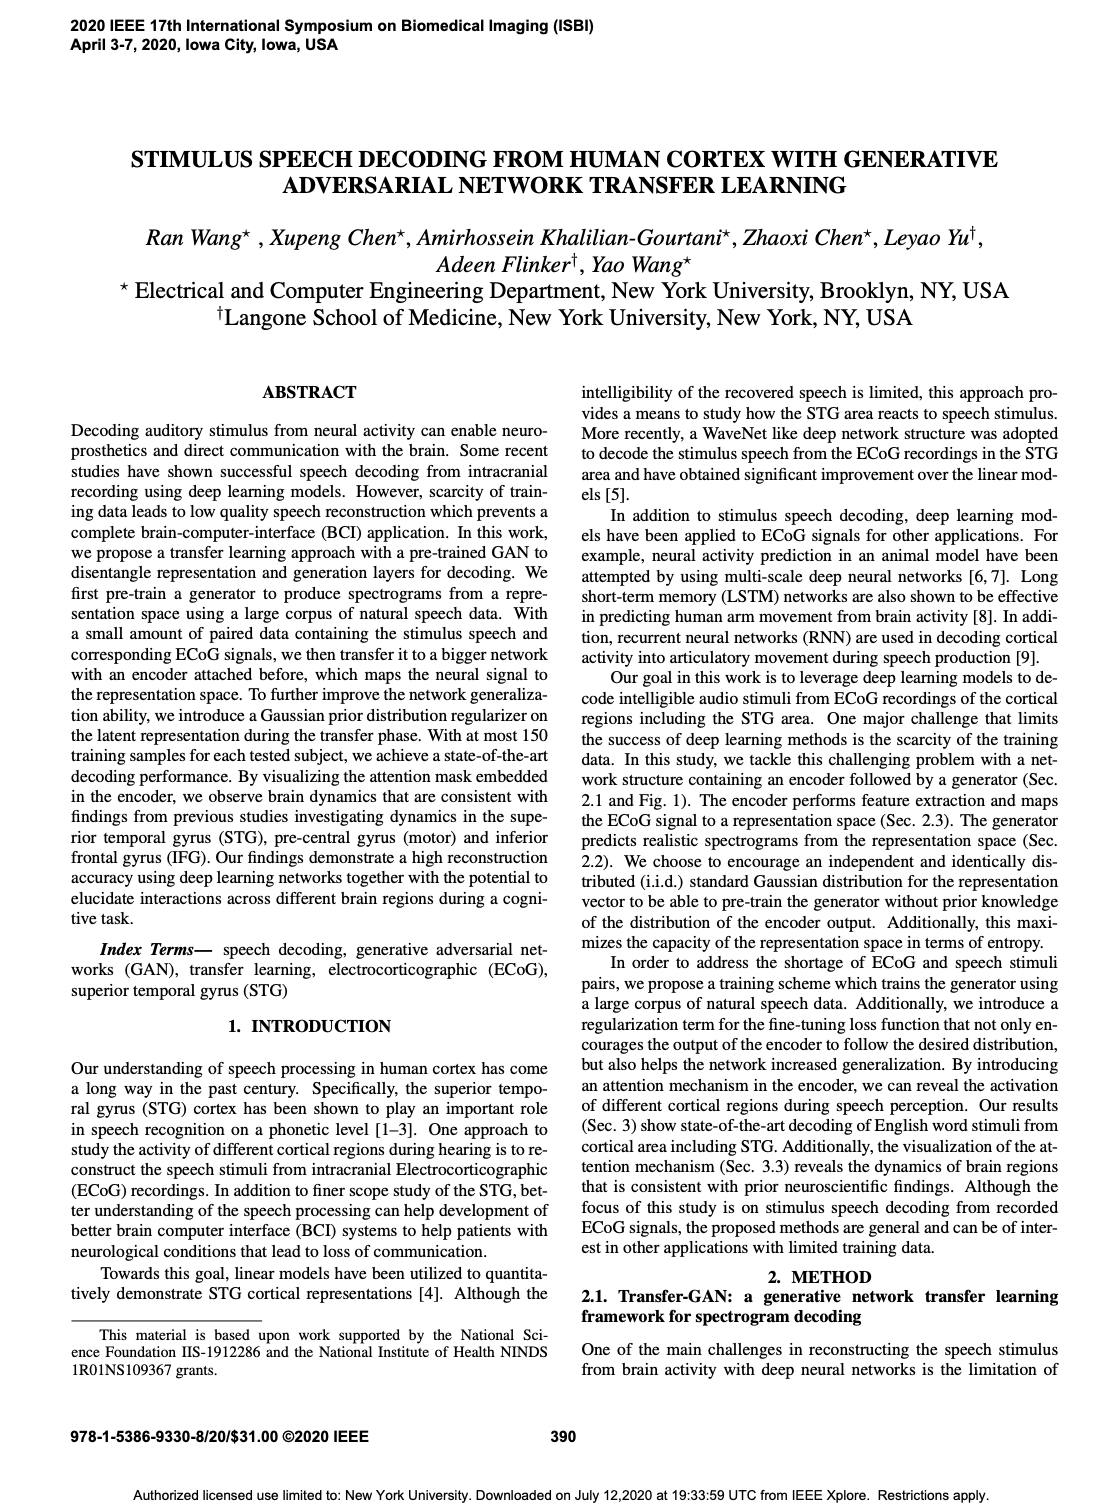 2020 IEEE 17th International Symposium on Biomedical Imaging (ISBI)
April 3-7, 2020, Iowa City, Iowa, USA
STIMULUS SPEECH DECODING FROM HUMAN CORTEX WITH GENERATIVE
ADVERSARIAL NETWORK TRANSFER LEARNING
Ran Wang⋆ , Xupeng Chen⋆, Amirhossein Khalilian-Gourtani⋆, Zhaoxi Chen⋆, Leyao Yu†,
Adeen Flinker†, Yao Wang⋆
⋆ Electrical and Computer Engineering Department, New York University, Brooklyn, NY, USA
†Langone School of Medicine, New York University, New York, NY, USA
ABSTRACT
Decoding auditory stimulus from neural activity can enable neuro-
prosthetics and direct communication with the brain. Some recent
studies have shown successful speech decoding from intracranial
recording using deep learning models. However, scarcity of train-
ing data leads to low quality speech reconstruction which prevents a
complete brain-computer-interface (BCI) application. In this work,
we propose a transfer learning approach with a pre-trained GAN to
disentangle representation and generation layers for decoding. We
first pre-train a generator to produce spectrograms from a repre-
sentation space using a large corpus of natural speech data. With
a small amount of paired data containing the stimulus speech and
corresponding ECoG signals, we then transfer it to a bigger network
with an encoder attached before, which maps the neural signal to
the representation space. To further improve the network generaliza-
tion ability, we introduce a Gaussian prior distribution regularizer on
the latent representation during the transfer phase. With at most 150
training samples for each tested subject, we achieve a state-of-the-art
decoding performance. By visualizing the attention mask embedded
in the encoder, we observe brain dynamics that are consistent with
findings from previous studies investigating dynamics in the supe-
rior temporal gyrus (STG), pre-central gyrus (motor) and inferior
frontal gyrus (IFG). Our findings demonstrate a high reconstruction
accuracy using deep learning networks together with the potential to
elucidate interactions across different brain regions during a cogni-
tive task.
Index Terms— speech decoding, generative adversarial net-
works (GAN), transfer learning, electrocorticographic (ECoG),
superior temporal gyrus (STG)
1. INTRODUCTION
Our understanding of speech processing in human cortex has come
a long way in the past century. Specifically, the superior tempo-
ral gyrus (STG) cortex has been shown to play an important role
in speech recognition on a phonetic level [1–3]. One approach to
study the activity of different cortical regions during hearing is to re-
construct the speech stimuli from intracranial Electrocorticographic
(ECoG) recordings. In addition to finer scope study of the STG, bet-
ter understanding of the speech processing can help development of
better brain computer interface (BCI) systems to help patients with
neurological conditions that lead to loss of communication.
Towards this goal, linear models have been utilized to quantita-
tively demonstrate STG cortical representations [4]. Although the
This material is based upon work supported by the National Sci-
ence Foundation IIS-1912286 and the National Institute of Health NINDS
1R01NS109367 grants.
intelligibility of the recovered speech is limited, this approach pro-
vides a means to study how the STG area reacts to speech stimulus.
More recently, a WaveNet like deep network structure was adopted
to decode the stimulus speech from the ECoG recordings in the STG
area and have obtained significant improvement over the linear mod-
els [5].
In addition to stimulus speech decoding, deep learning mod-
els have been applied to ECoG signals for other applications. For
example, neural activity prediction in an animal model have been
attempted by using multi-scale deep neural networks [6, 7]. Long
short-term memory (LSTM) networks are also shown to be effective
in predicting human arm movement from brain activity [8]. In addi-
tion, recurrent neural networks (RNN) are used in decoding cortical
activity into articulatory movement during speech production [9].
Our goal in this work is to leverage deep learning models to de-
code intelligible audio stimuli from ECoG recordings of the cortical
regions including the STG area. One major challenge that limits
the success of deep learning methods is the scarcity of the training
data. In this study, we tackle this challenging problem with a net-
work structure containing an encoder followed by a generator (Sec.
2.1 and Fig. 1). The encoder performs feature extraction and maps
the ECoG signal to a representation space (Sec. 2.3). The generator
predicts realistic spectrograms from the representation space (Sec.
2.2). We choose to encourage an independent and identically dis-
tributed (i.i.d.) standard Gaussian distribution for the representation
vector to be able to pre-train the generator without prior knowledge
of the distribution of the encoder output. Additionally, this maxi-
mizes the capacity of the representation space in terms of entropy.
In order to address the shortage of ECoG and speech stimuli
pairs, we propose a training scheme which trains the generator using
a large corpus of natural speech data. Additionally, we introduce a
regularization term for the fine-tuning loss function that not only en-
courages the output of the encoder to follow the desired distribution,
but also helps the network increased generalization. By introducing
an attention mechanism in the encoder, we can reveal the activation
of different cortical regions during speech perception. Our results
(Sec. 3) show state-of-the-art decoding of English word stimuli from
cortical area including STG. Additionally, the visualization of the at-
tention mechanism (Sec. 3.3) reveals the dynamics of brain regions
that is consistent with prior neuroscientific findings. Although the
focus of this study is on stimulus speech decoding from recorded
ECoG signals, the proposed methods are general and can be of inter-
est in other applications with limited training data.
2. METHOD
2.1. Transfer-GAN: a generative network transfer learning
framework for spectrogram decoding
One of the main challenges in reconstructing the speech stimulus
from brain activity with deep neural networks is the limitation of
978-1-5386-9330-8/20/$31.00 ©2020 IEEE
390
Authorized licensed use limited to: New York University. Downloaded on July 12,2020 at 19:33:59 UTC from IEEE Xplore. Restrictions apply.